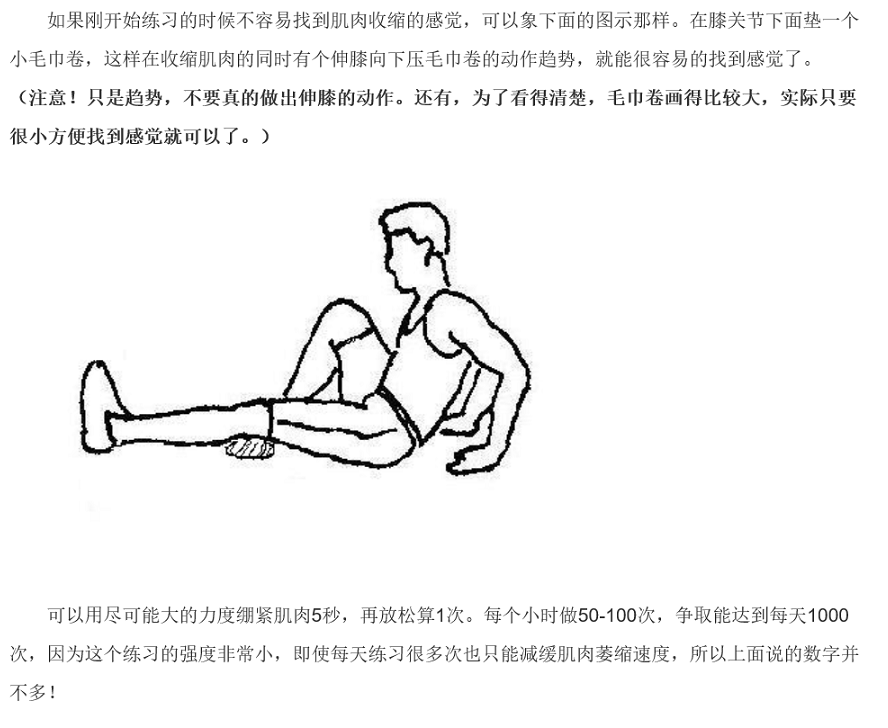 如果刚开始练习的时候不容易找到肌肉收缩的感觉，可以象下面的图示那样。在膝关节下面垫一个
小毛巾卷，这样在收缩肌肉的同时有个伸膝向下压毛巾卷的动作趋势，就能很容易的找到感觉了。
（注意！只是趋势，不要真的做出伸膝的动作。还有，为了看得清楚，毛巾卷画得比较大，实际只要
很小方便找到感觉就可以了。）
可以用尽可能大的力度绷紧肌肉5秒，再放松算1次。每个小时做50-100次，争取能达到每天1000
次，因为这个练习的强度非常小，即使每天练习很多次也只能减缓肌肉萎缩速度，所以上面说的数字并
不多！